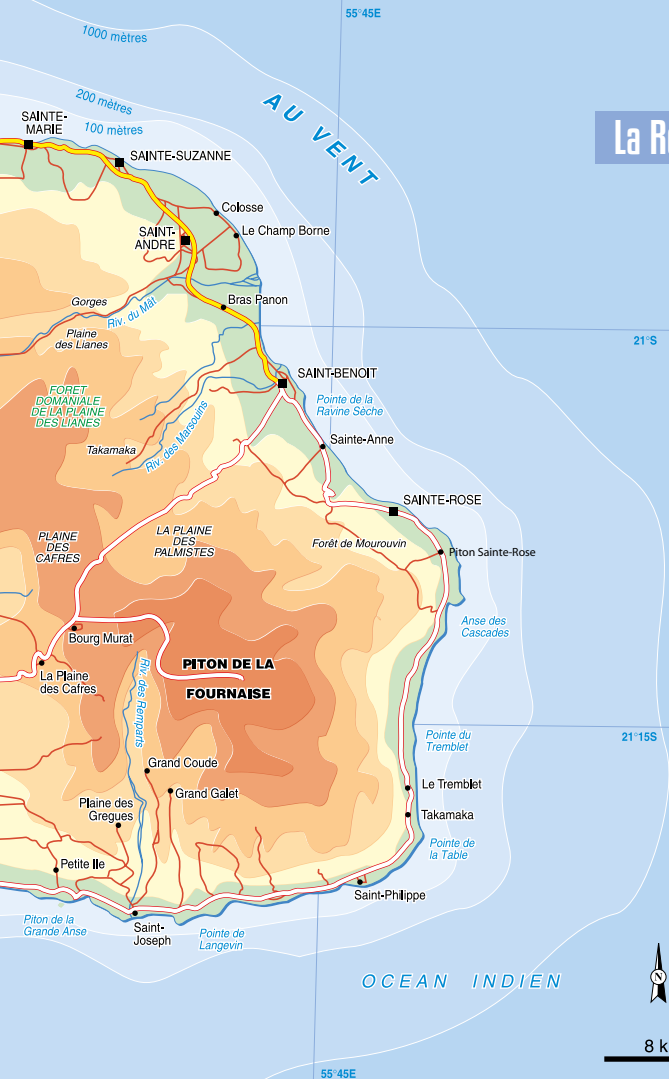 55°45E
1000 mètres
200 mètres
100 mètres
AU VENT
La R
SAINTE-
MARIE
SAINTE-SUZANNE
Colosse
SAINT-
ANDRE
Le Champ Borne
Gorges
Riv. du Mât
Bras Panon
Plaine
des Lianes
21°S
SAINT-BENOIT
FORET
DOMANIALE
DE LA PLAINE
DES LIANES
Pointe de la
Ravine Sèche
Riv. des Marsouins
Takamaka
Sainte-Anne
SAINTE-ROSE
PLAINE
DES
CAFRES
LA PLAINE
DES
PALMISTES
Forêt de Mourouvin
Piton Sainte-Rose
Anse des
Cascades
Bourg Murat
PITON DE LA
FOURNAISE
La Plaine
des Cafres
Riv. des Remparts
Pointe du
Tremblet
21°15S
Grand Coude
Grand Galet
Le Tremblet
Plaine des
Gregues
Takamaka
Pointe de
la Table
Petite Ile
Saint-Philippe
Piton de la
Grande Anse
Saint-
Joseph
Pointe de
Langevin
OCEAN INDIEN
N
8 k
55°45E